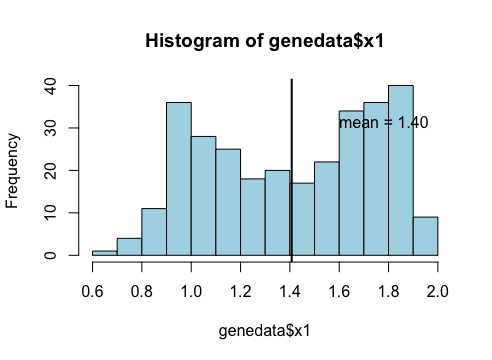 Histogram of genedata$x1
40
mean = 1.40
30
20
10
0
Frequency
0.6 0.8 1.0 1.2 1.4 1.6 1.8 2.0
genedata$x1